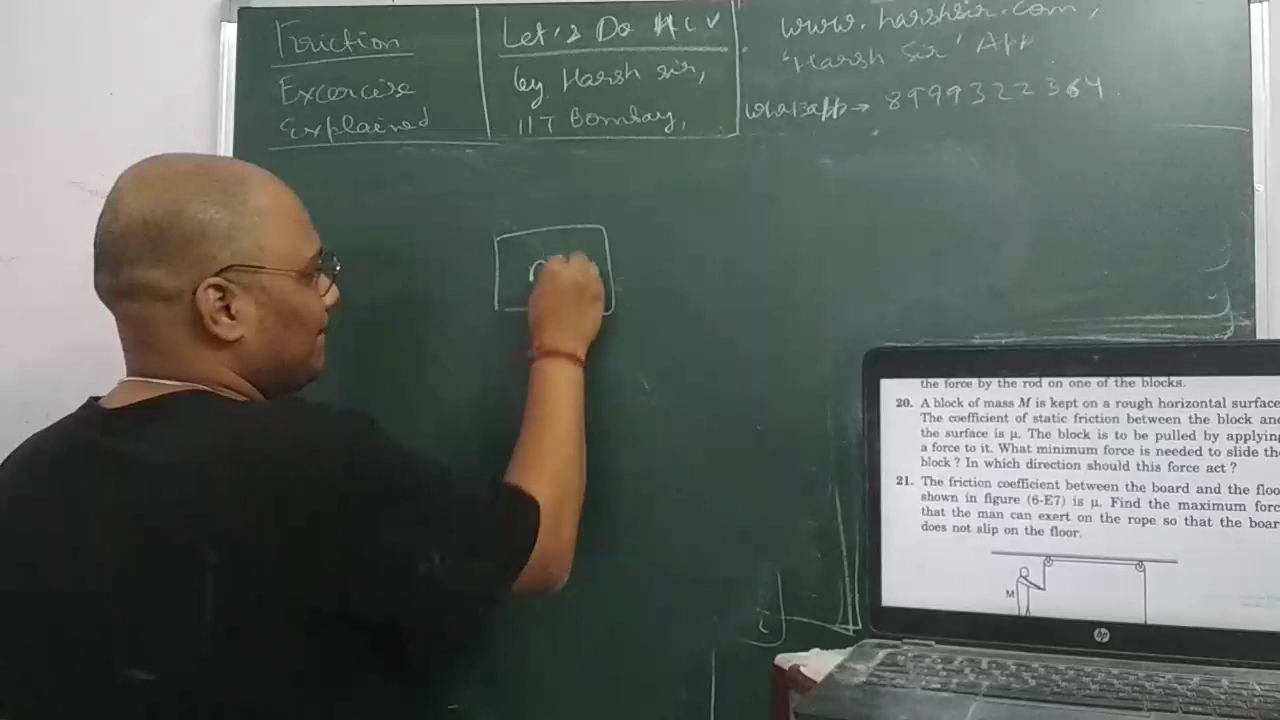 Friction
Excercise
Explained
Let's Do HCV
by Harsh sir,
IIT Bombay,
www.harshsir.com,
'Harsh Sir' App
whatsapp → 8999322364
the force by the rod on one of the blocks.
20. A block of mass M is kept on a rough horizontal surface
The coefficient of static friction between the block and
the surface is μ. The block is to be pulled by applying
a force to it. What minimum force is needed to slide the
block ? In which direction should this force act ?
21. The friction coefficient between the board and the floo
shown in figure (6-E7) is μ. Find the maximum forc
that the man can exert on the rope so that the boar
does not slip on the floor.
M
hp